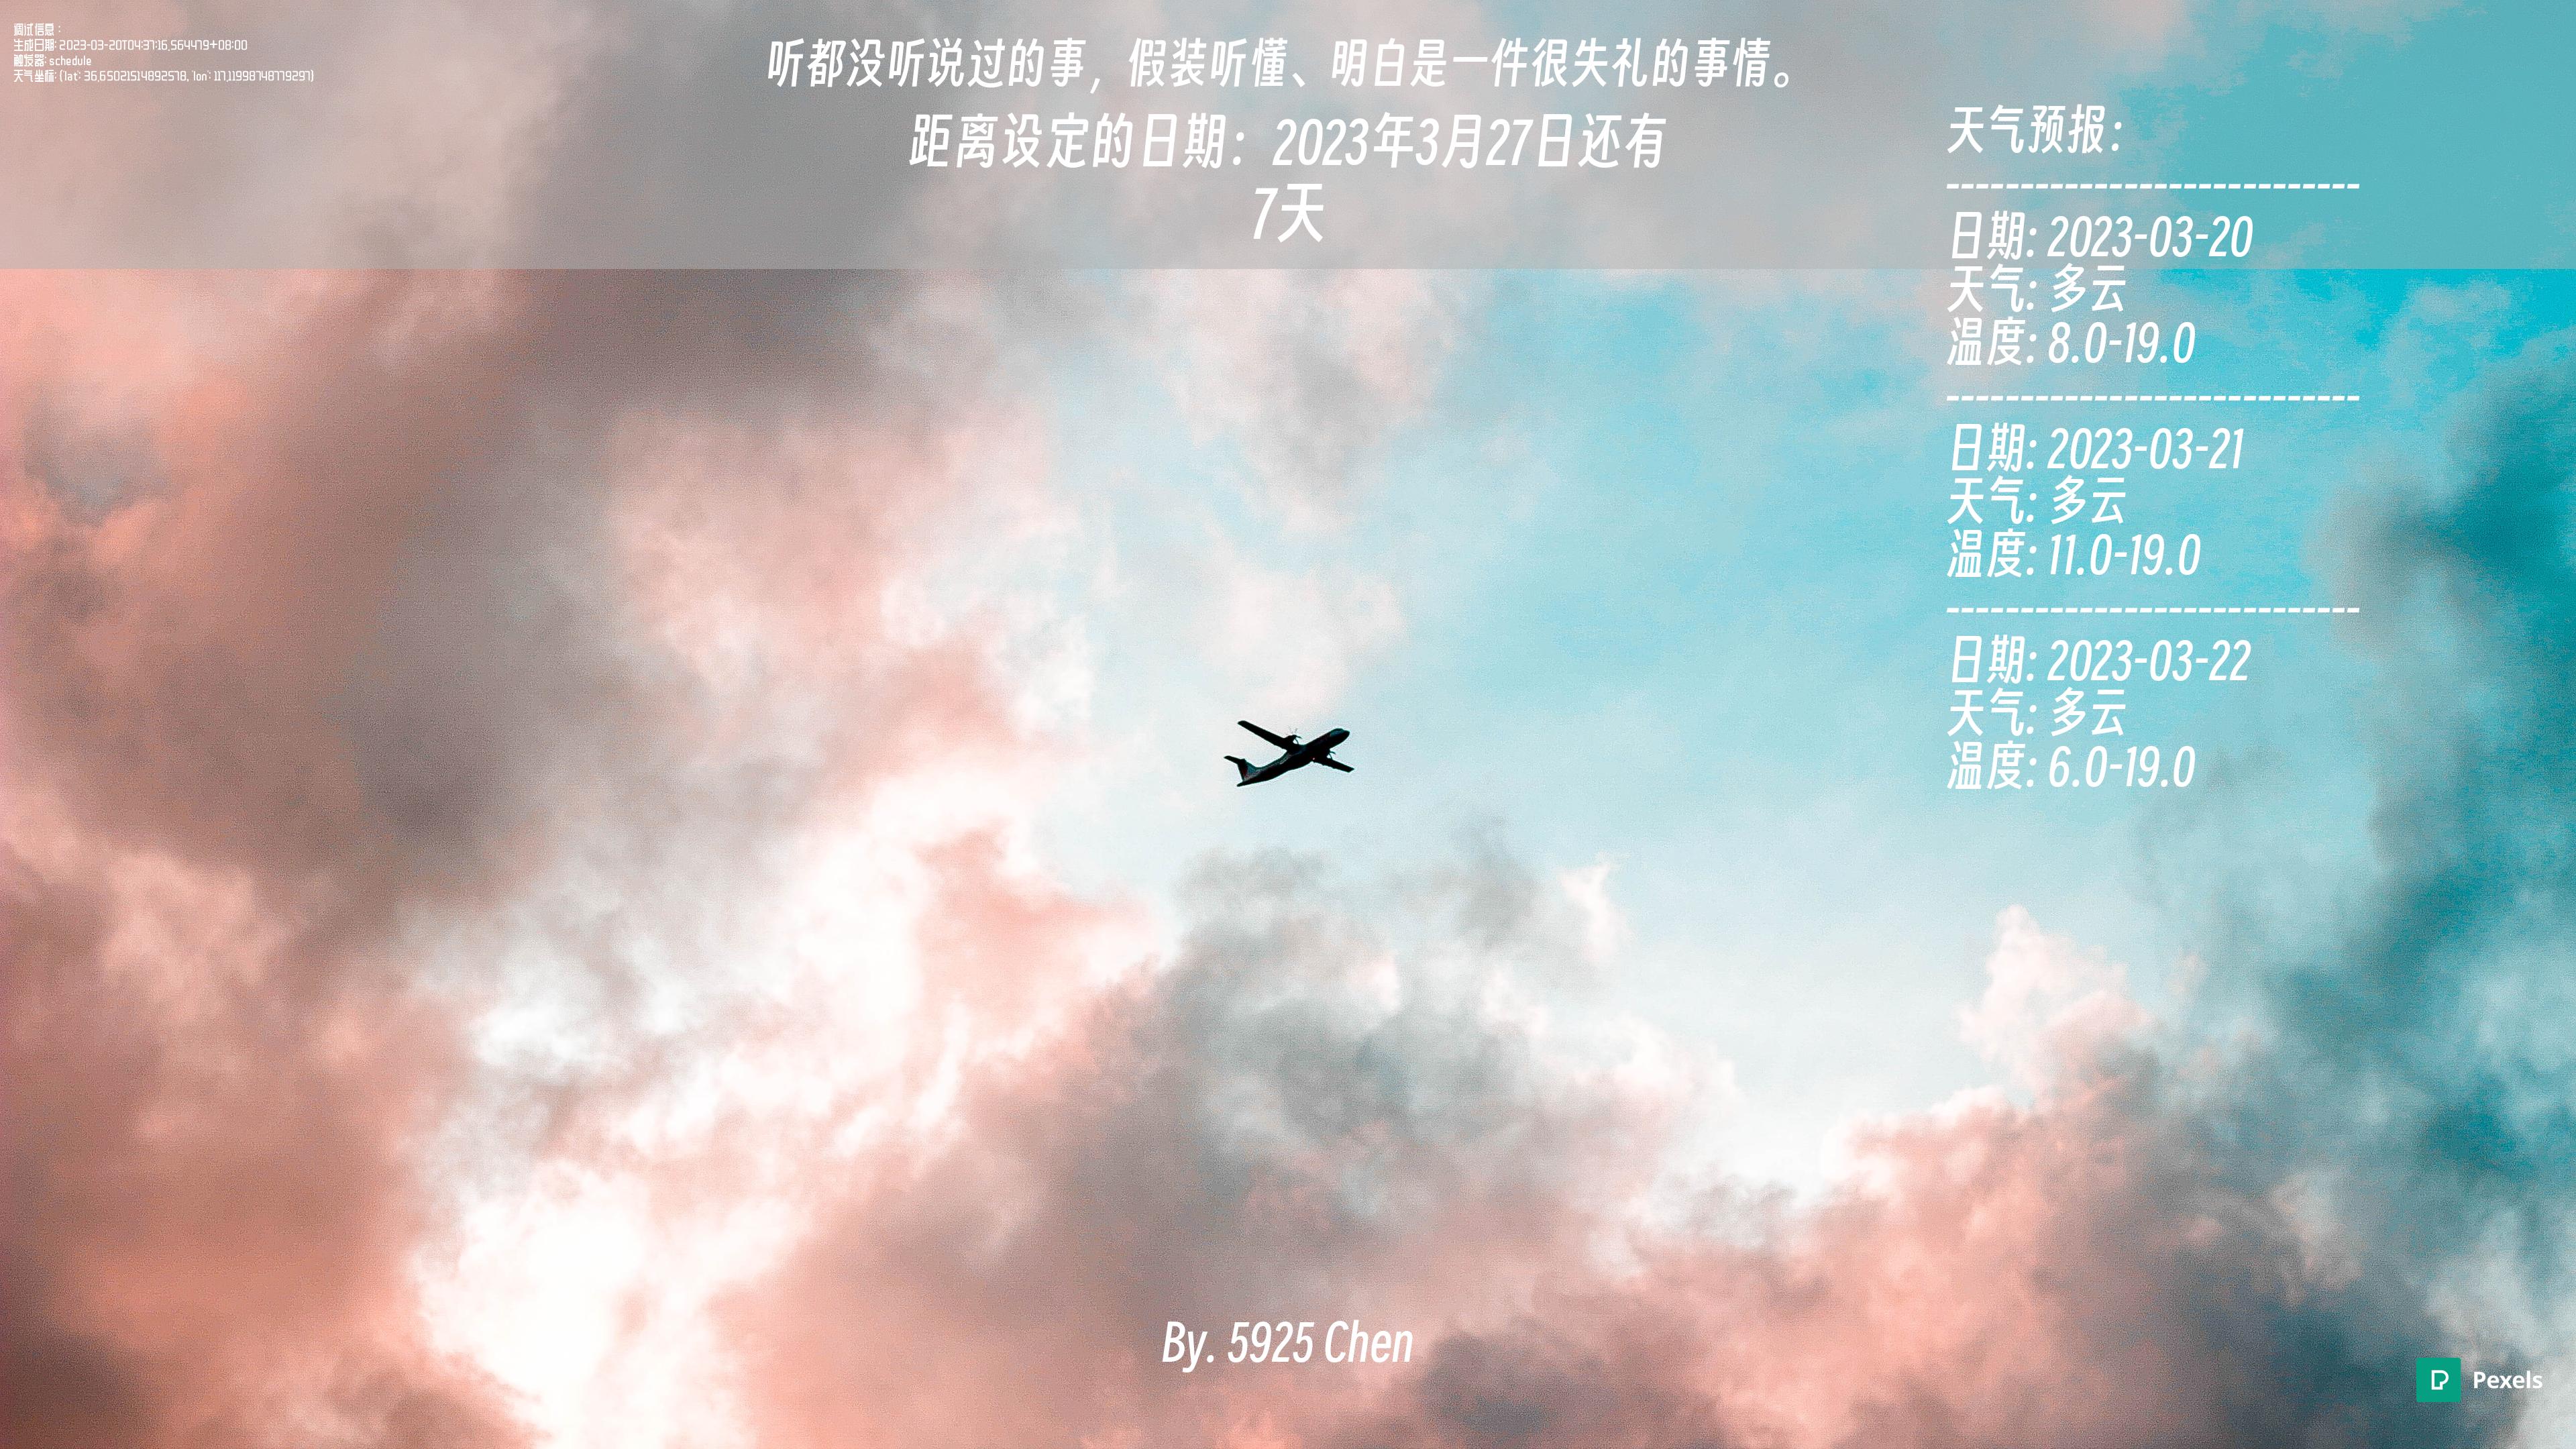 调试信息：
生成日期: 2023-03-20T04:37:16.564479+08:00
触发器: schedule
天气坐标: {lat: 36.65021514892578, lon: 117.11998748779297}
听都没听说过的事，假装听懂、明白是一件很失礼的事情。
距离设定的日期：2023年3月27日还有
7天
天气预报：
----------------------------
日期: 2023-03-20
天气: 多云
温度: 8.0-19.0
----------------------------
日期: 2023-03-21
天气: 多云
温度: 11.0-19.0
----------------------------
日期: 2023-03-22
天气: 多云
温度: 6.0-19.0
By. 5925 Chen
Pexels